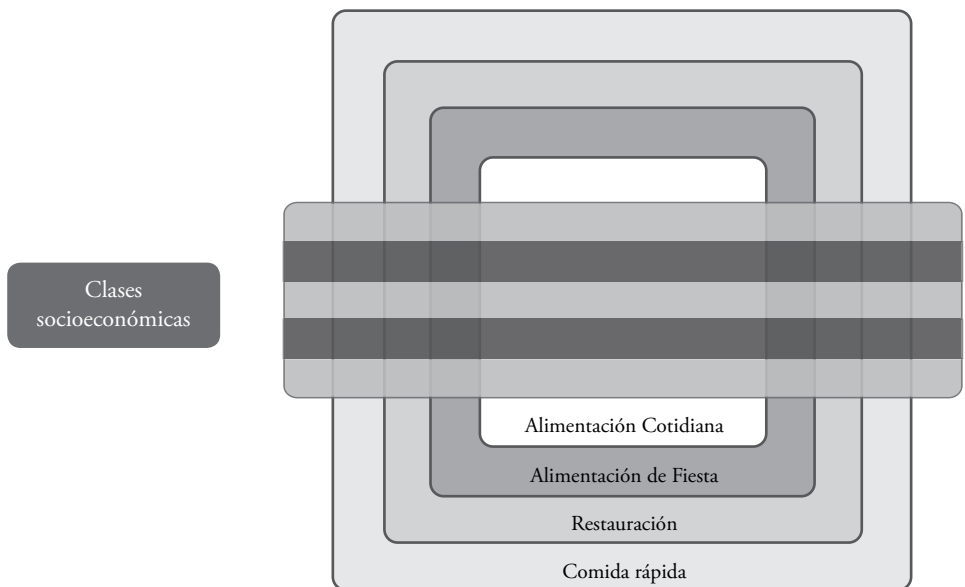 Clases
socioeconómicas
Alimentación Cotidiana
Alimentación de Fiesta
Restauración
Comida rápida